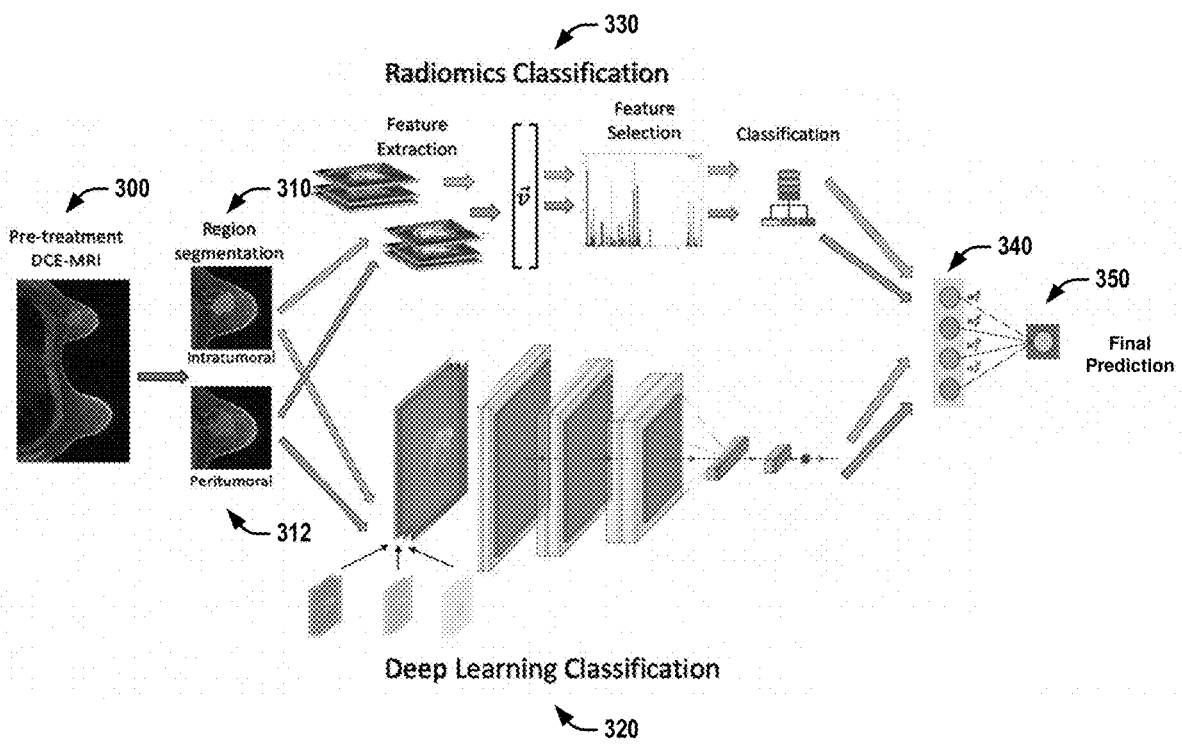 330
Radiomics Classification
Feature
Extraction
Feature
Selection
Classification
300
310
Pre-treatment
DCE-MRI
Region
segmentation
v⃗
340
350
Intratumoral
Final
Prediction
Peritumoral
312
Deep Learning Classification
320